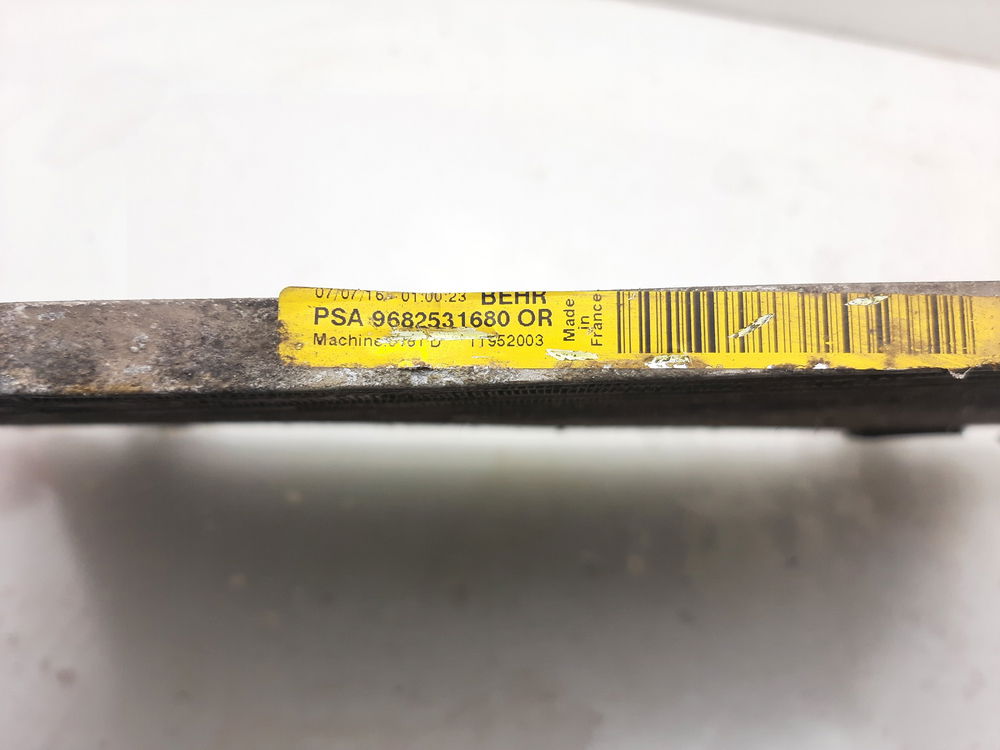 07/07/16 01:00:23 BEHR
PSA 9682531680 OR
Machine D 11952003
Made
in
France